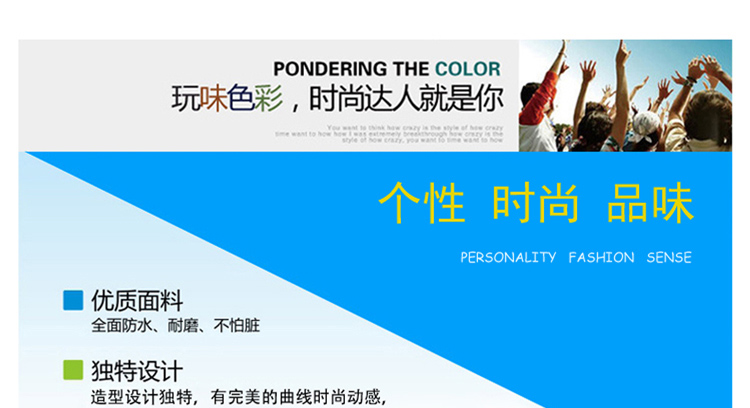 PONDERING THE COLOR
玩味色彩，时尚达人就是你
You want to think how crazy is the style of how crazy
time want to how how I was extremely breakthrough how crazy is the
style of how crazy, you want to time want to how
个性 时尚 品味
PERSONALITY FASHION SENSE
优质面料
全面防水、耐磨、不怕脏
独特设计
造型设计独特，有完美的曲线时尚动感，